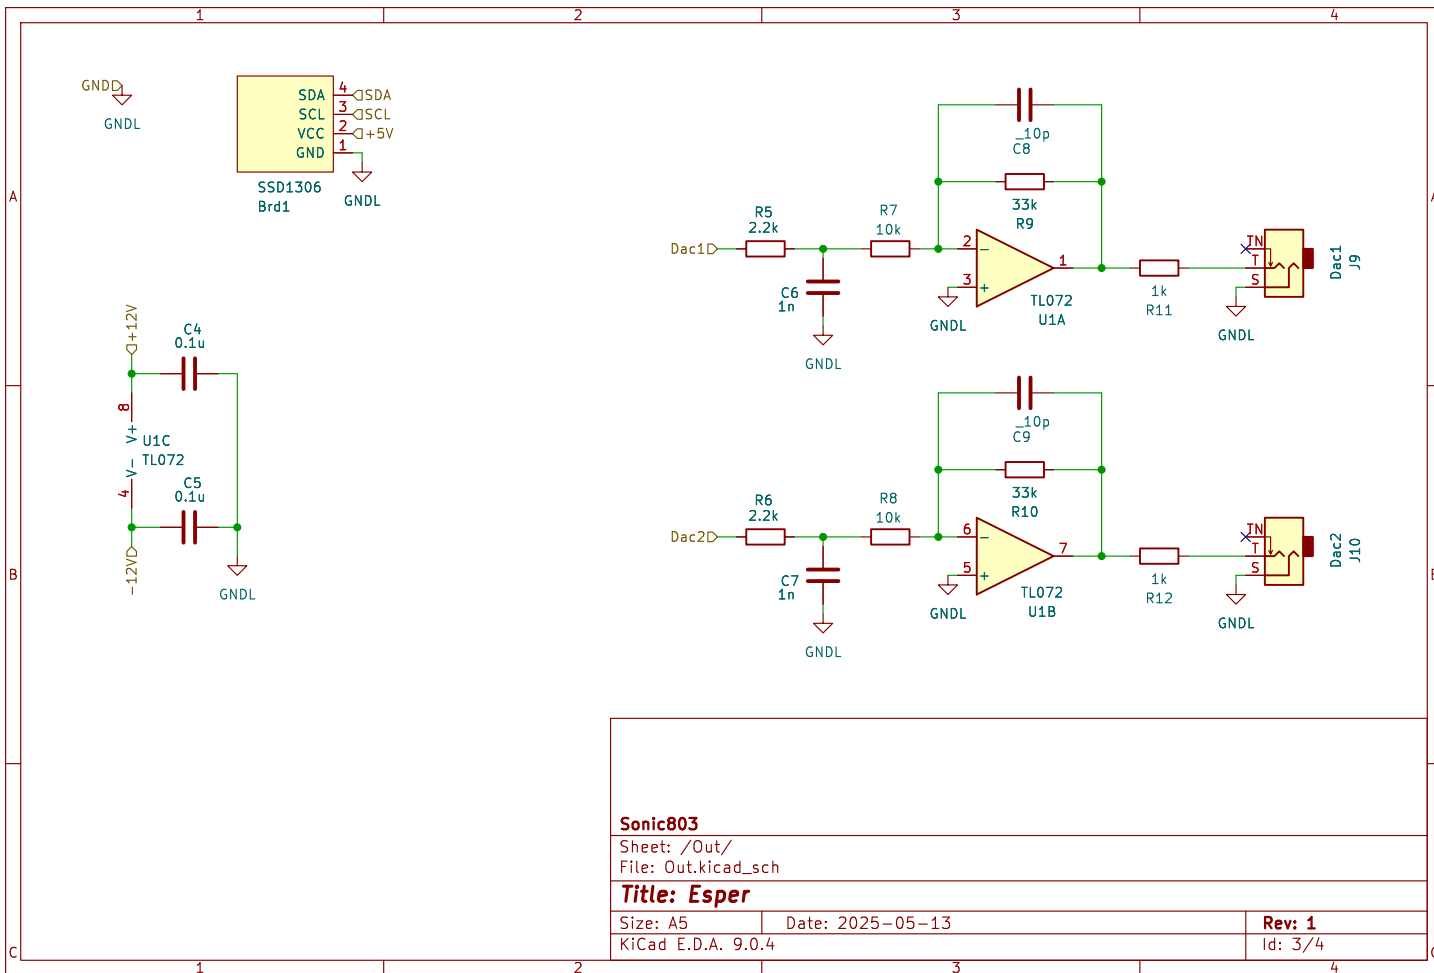 1 2 3 4
A
B
C
GND
GNDL
SDA 4 SDA
SCL 3 SCL
VCC 2 +5V
GND 1
SSD1306
Brd1
GNDL
+12V
C4
0.1u
8
V+
U1C
TL072
V-
4
C5
0.1u
-12V
GNDL
_10p
C8
33k
R9
Dac1
R5
2.2k
R7
10k
C6
1n
GNDL
2
3
1
−
+
GNDL
TL072
U1A
1k
R11
TN
T
S
GNDL
Dac1
J9
_10p
C9
33k
R10
Dac2
R6
2.2k
R8
10k
C7
1n
GNDL
6
5
7
−
+
GNDL
TL072
U1B
1k
R12
TN
T
S
GNDL
Dac2
J10
A
Sonic803
Sheet: /Out/
File: Out.kicad_sch
Title: Esper
Size: A5 Date: 2025-05-13 Rev: 1
KiCad E.D.A. 9.0.4 Id: 3/4
1 2 3 4